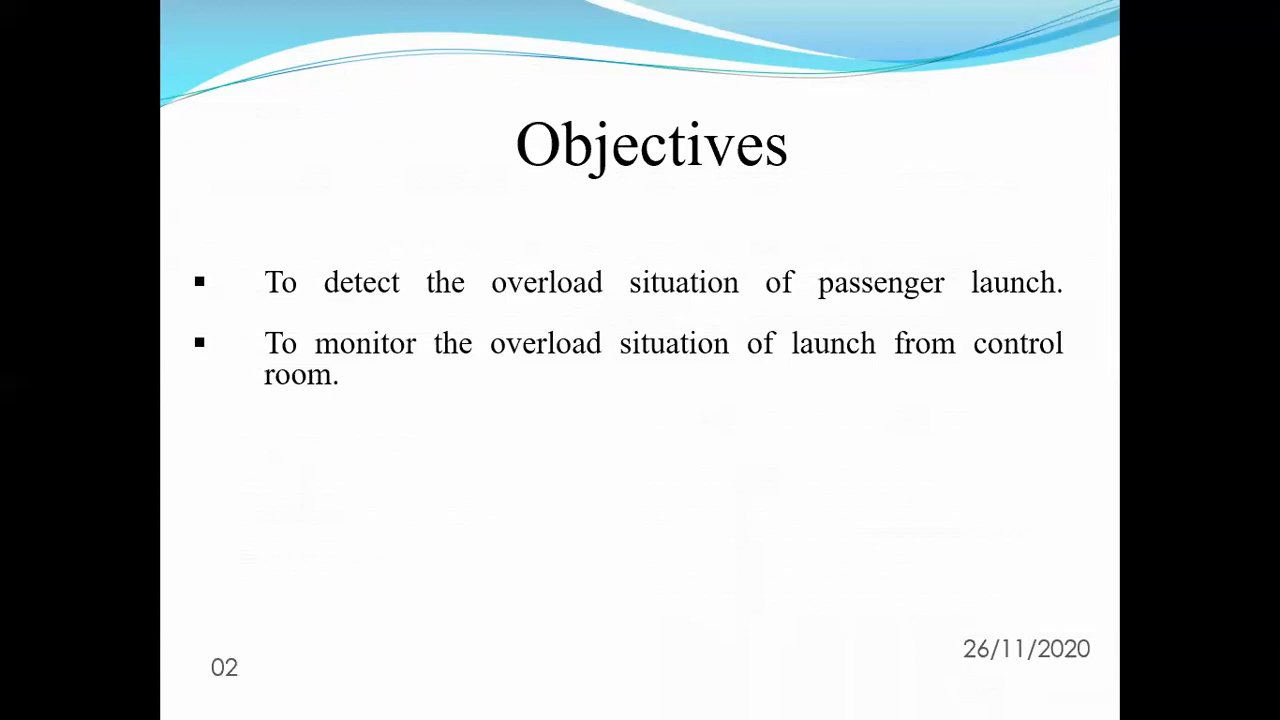 Objectives
▪ To detect the overload situation of passenger launch.
▪ To monitor the overload situation of launch from control
room.
26/11/2020
02